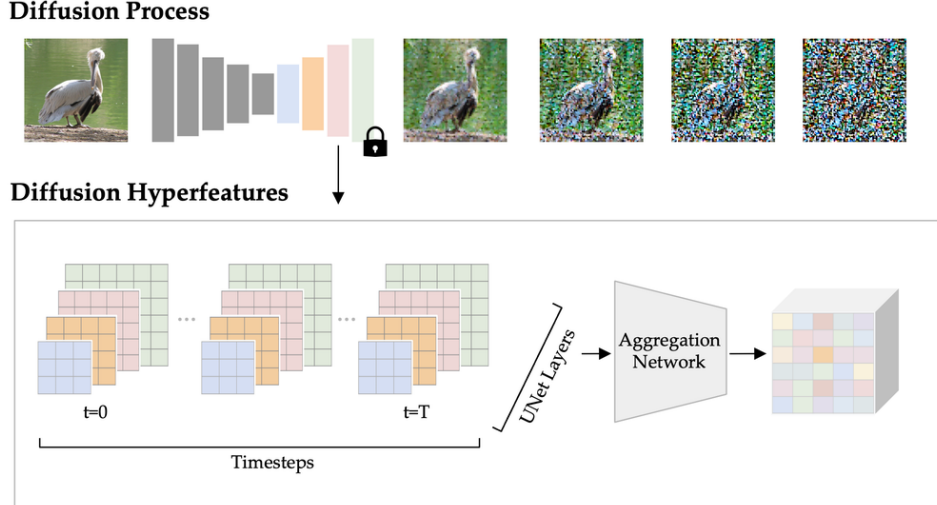 Diffusion Process
Diffusion Hyperfeatures
...
...
t=0
t=T
Timesteps
UNet Layers
Aggregation
Network